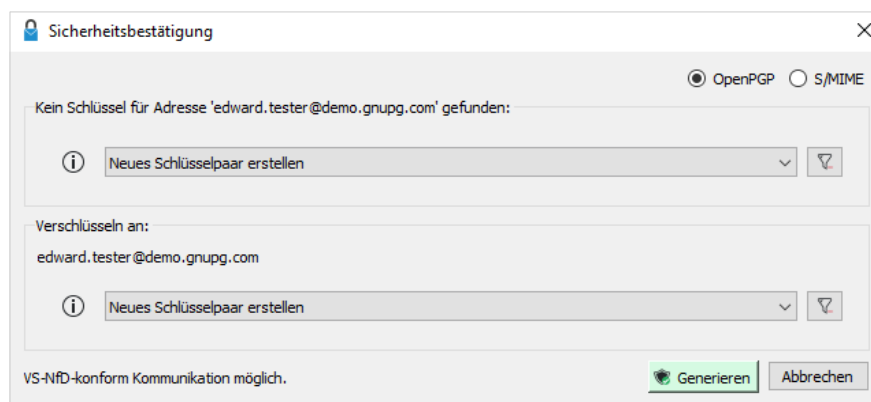 Sicherheitsbestätigung
OpenPGP S/MIME
Kein Schlüssel für Adresse 'edward.tester@demo.gnupg.com' gefunden:
Neues Schlüsselpaar erstellen
Verschlüsseln an:
edward.tester@demo.gnupg.com
Neues Schlüsselpaar erstellen
VS-NfD-konform Kommunikation möglich.
Generieren Abbrechen